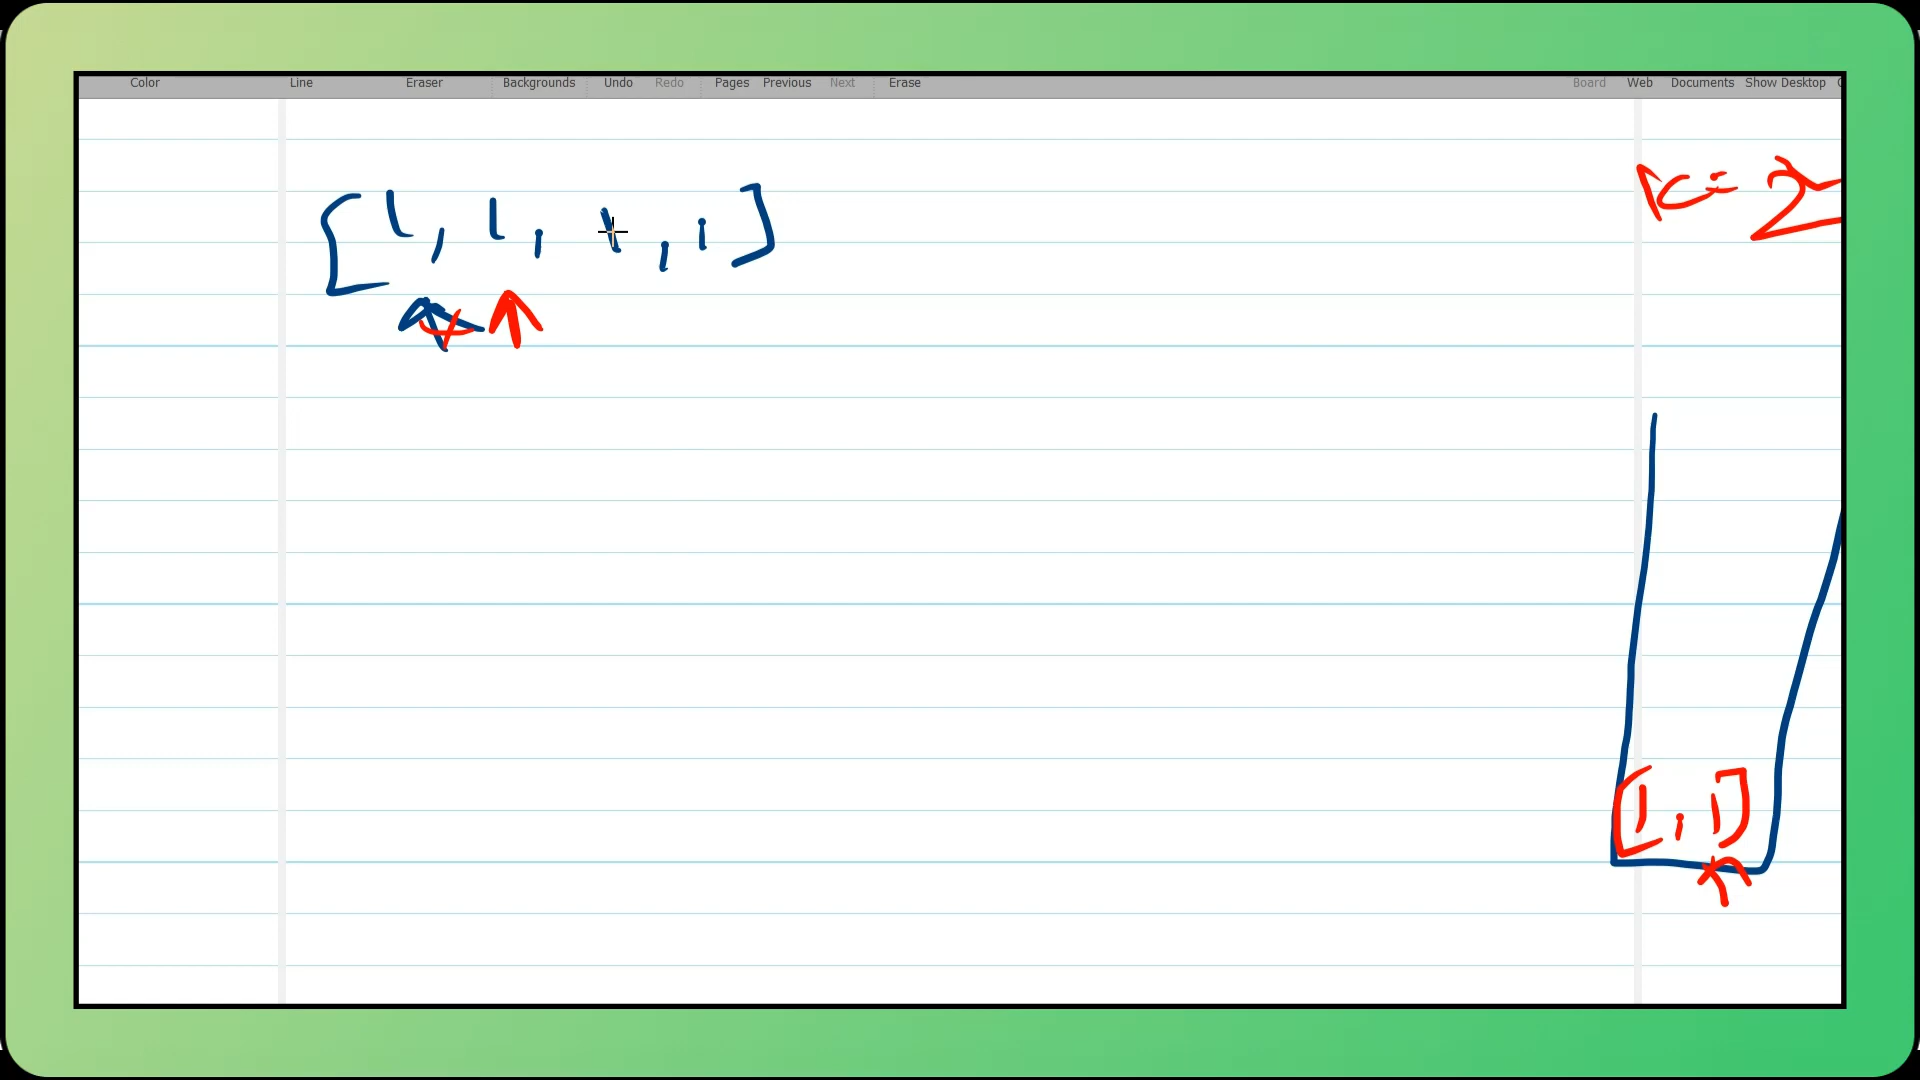 Color Line Eraser Backgrounds Undo Redo Pages Previous Next Erase Board Web Documents Show Desktop
[1, 1, 1, 1]
K = 2
[1, 1]